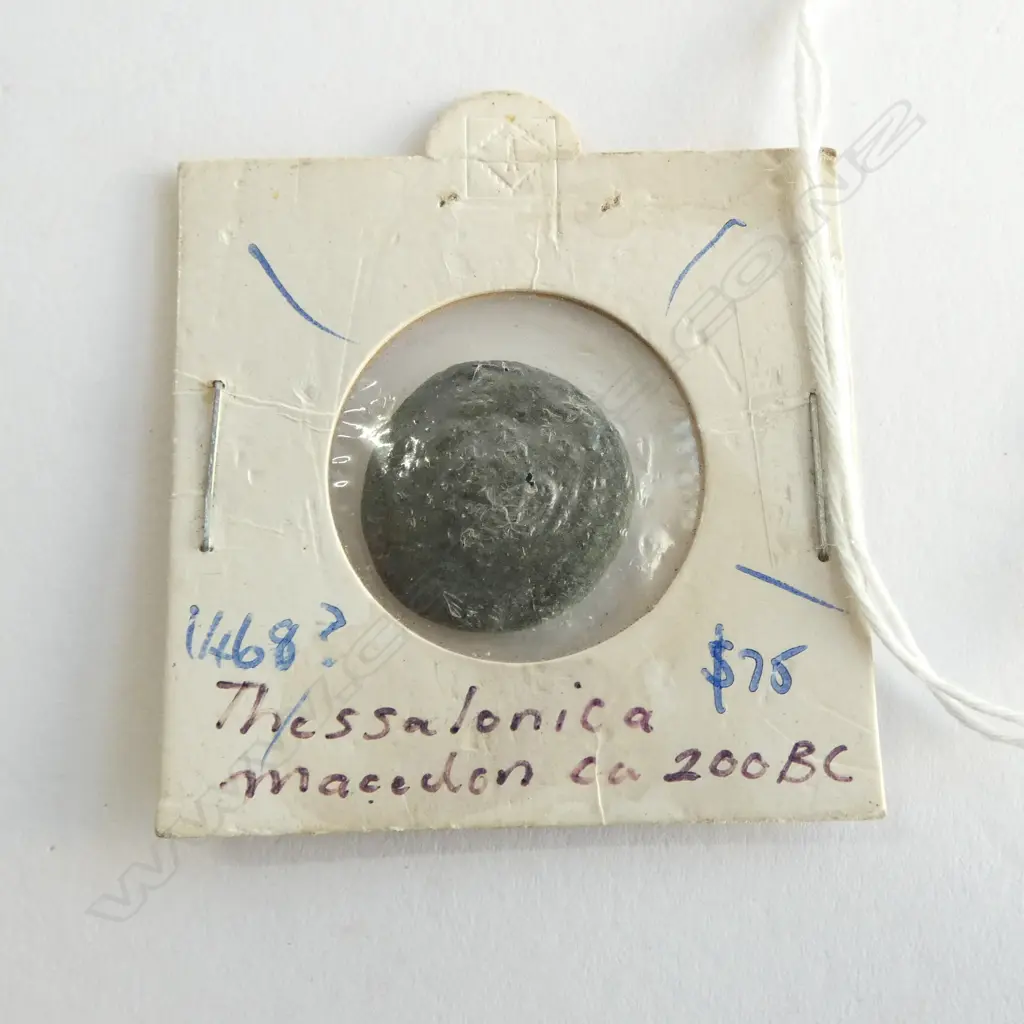 1468? $75
Thessalonica
macedon ca 200BC